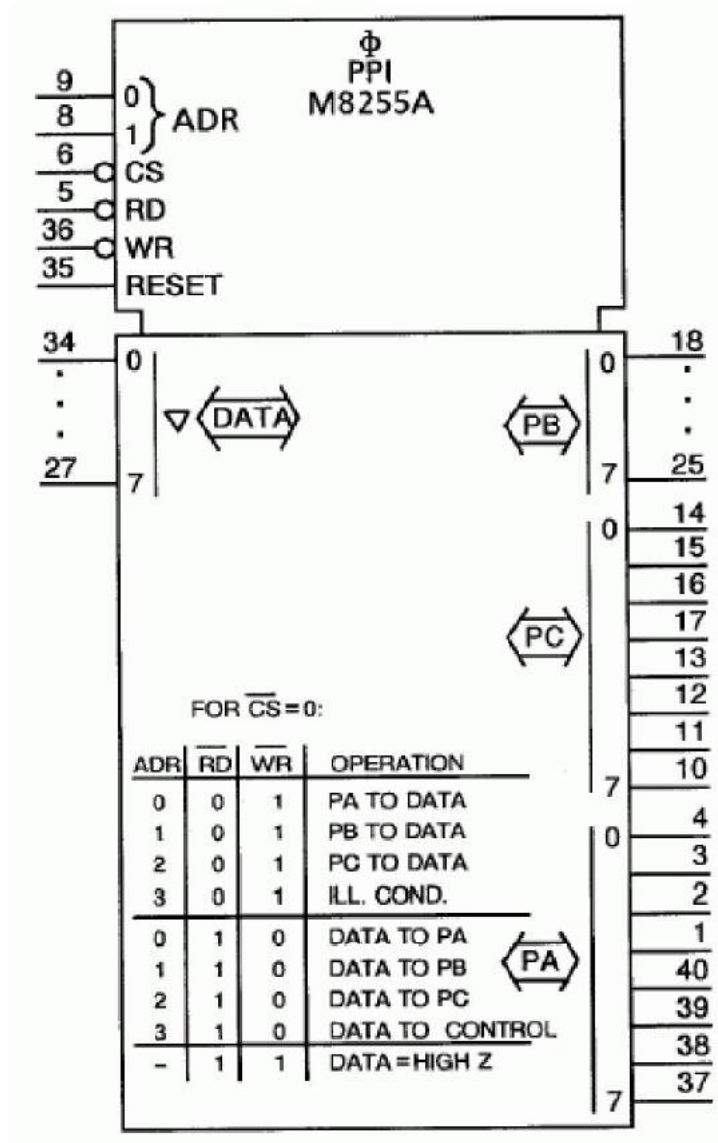 Φ
PPI
M8255A
9 0
8 1 ADR
6 CS
5 RD
36 WR
35 RESET
34 0
27 7
▽ DATA
0 18
PB
7 25
0 14
15
16
17
PC
13
12
11
7 10
FOR C̅S̅=0:
ADR R̅D̅ W̅R̅ OPERATION
0 0 1 PA TO DATA
1 0 1 PB TO DATA
2 0 1 PC TO DATA
3 0 1 ILL. COND.
0 1 0 DATA TO PA
1 1 0 DATA TO PB
2 1 0 DATA TO PC
3 1 0 DATA TO CONTROL
– 1 1 DATA=HIGH Z
0 4
3
2
1
PA
40
39
38
7 37